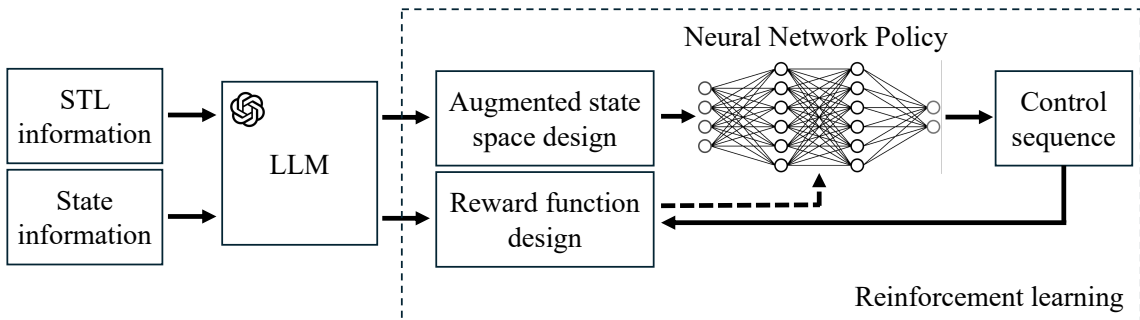 Neural Network Policy
STL
information
State
information
LLM
Augmented state
space design
Reward function
design
Control
sequence
Reinforcement learning